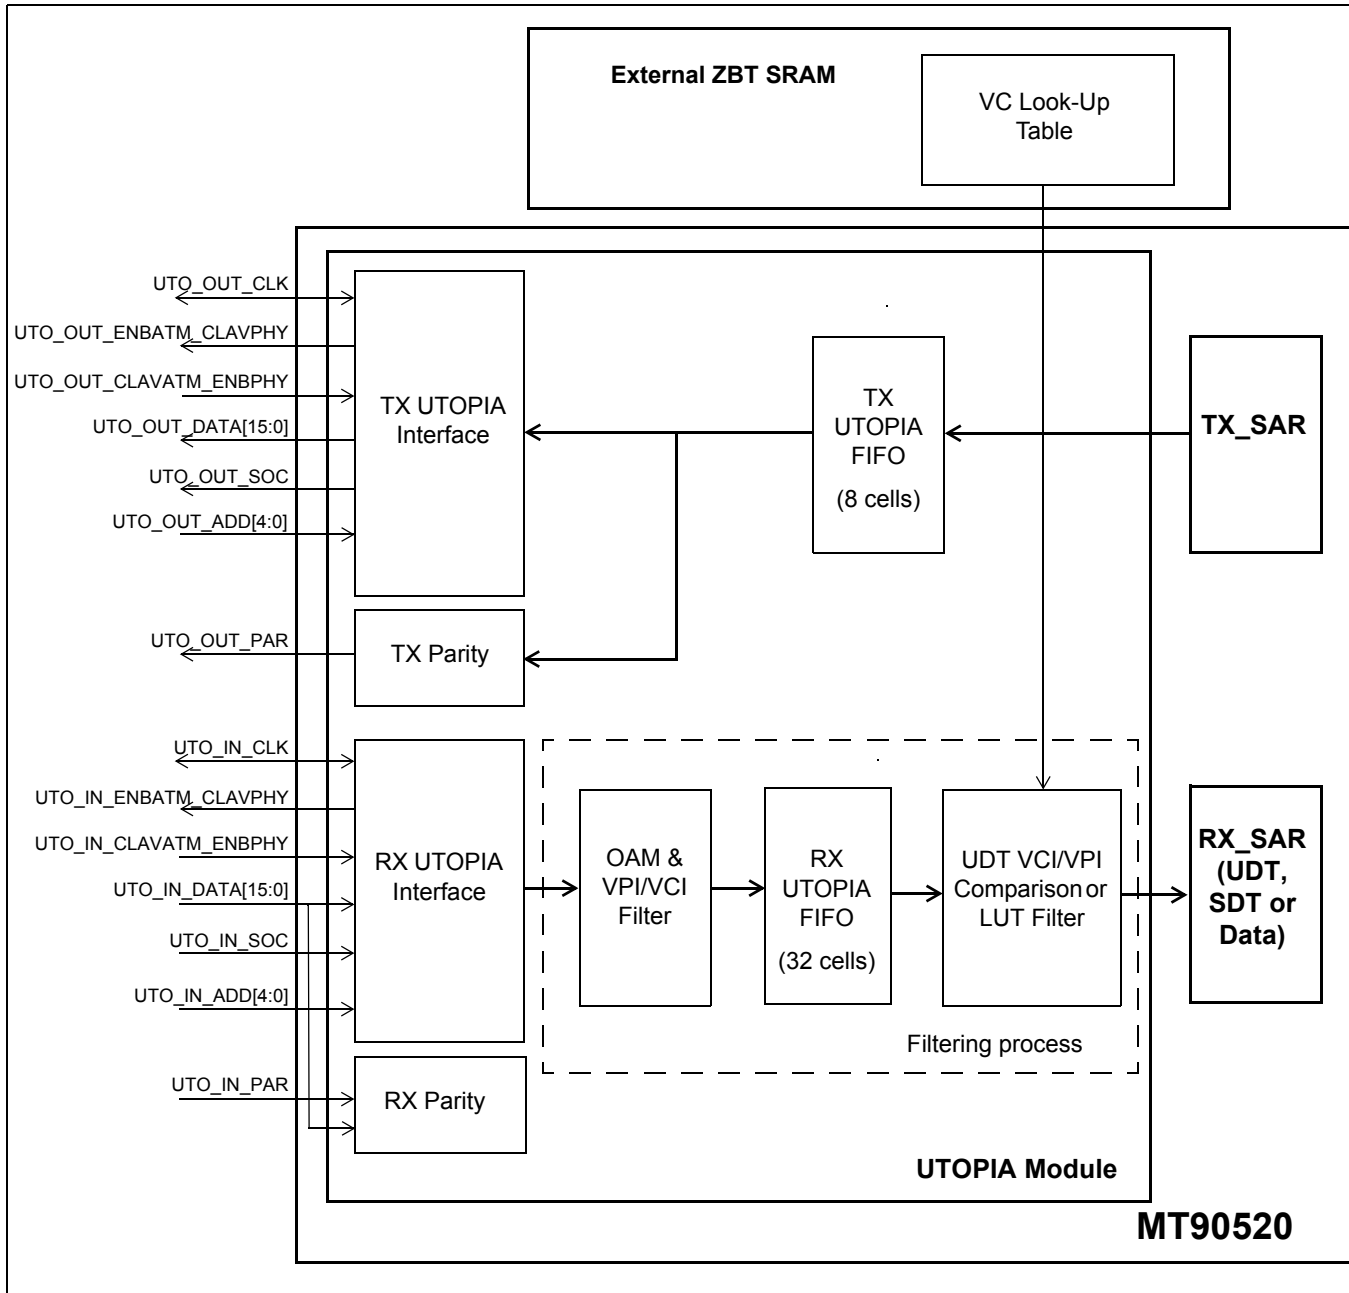 External ZBT SRAM
VC Look-Up
Table
UTO_OUT_CLK
UTO_OUT_ENBATM_CLAVPHY
UTO_OUT_CLAVATM_ENBPHY
UTO_OUT_DATA[15:0]
UTO_OUT_SOC
UTO_OUT_ADD[4:0]
TX UTOPIA
Interface
TX
UTOPIA
FIFO
(8 cells)
TX_SAR
UTO_OUT_PAR
TX Parity
UTO_IN_CLK
UTO_IN_ENBATM_CLAVPHY
UTO_IN_CLAVATM_ENBPHY
UTO_IN_DATA[15:0]
UTO_IN_SOC
UTO_IN_ADD[4:0]
RX UTOPIA
Interface
OAM &
VPI/VCI
Filter
RX
UTOPIA
FIFO
(32 cells)
UDT VCI/VPI
Comparison or
LUT Filter
RX_SAR
(UDT,
SDT or
Data)
Filtering process
UTO_IN_PAR
RX Parity
UTOPIA Module
MT90520